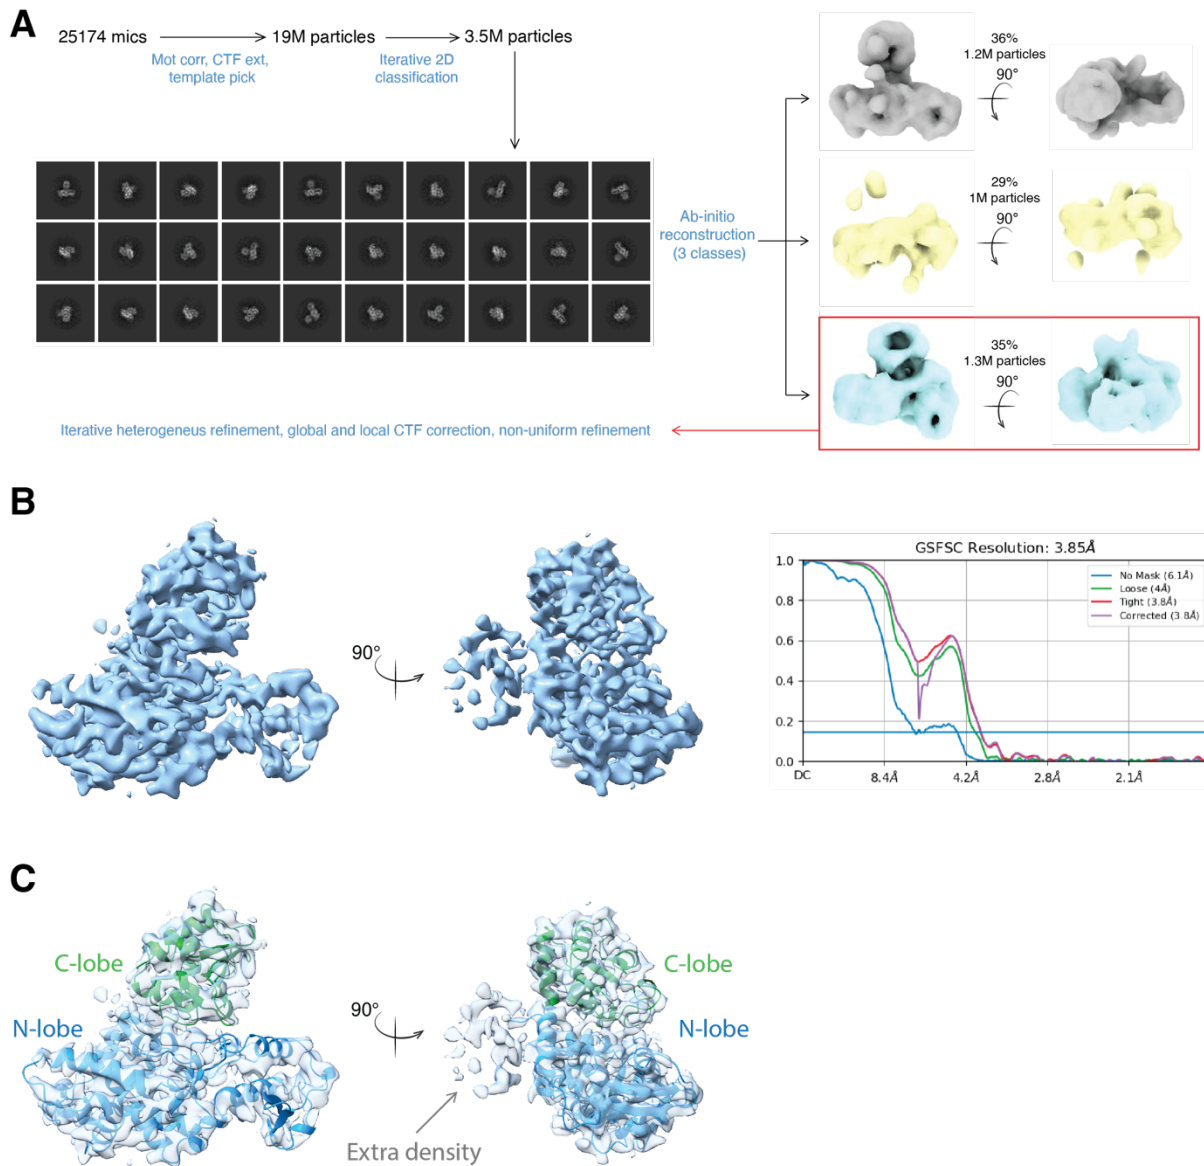 A
25174 mics
19M particles
3.5M particles
Mot corr, CTF ext,
template pick
Iterative 2D
classification
Ab-initio
reconstruction
(3 classes)
36%
1.2M particles
90°
29%
1M particles
90°
35%
1.3M particles
90°
Iterative heterogeneus refinement, global and local CTF correction, non-uniform refinement
B
90°
GSFSC Resolution: 3.85Å
1.0
0.8
0.6
0.4
0.2
0.0
No Mask (6.1Å)
Loose (4Å)
Tight (3.8Å)
Corrected (3.8Å)
DC
8.4Å
4.2Å
2.8Å
2.1Å
C
C-lobe
N-lobe
90°
C-lobe
N-lobe
Extra density